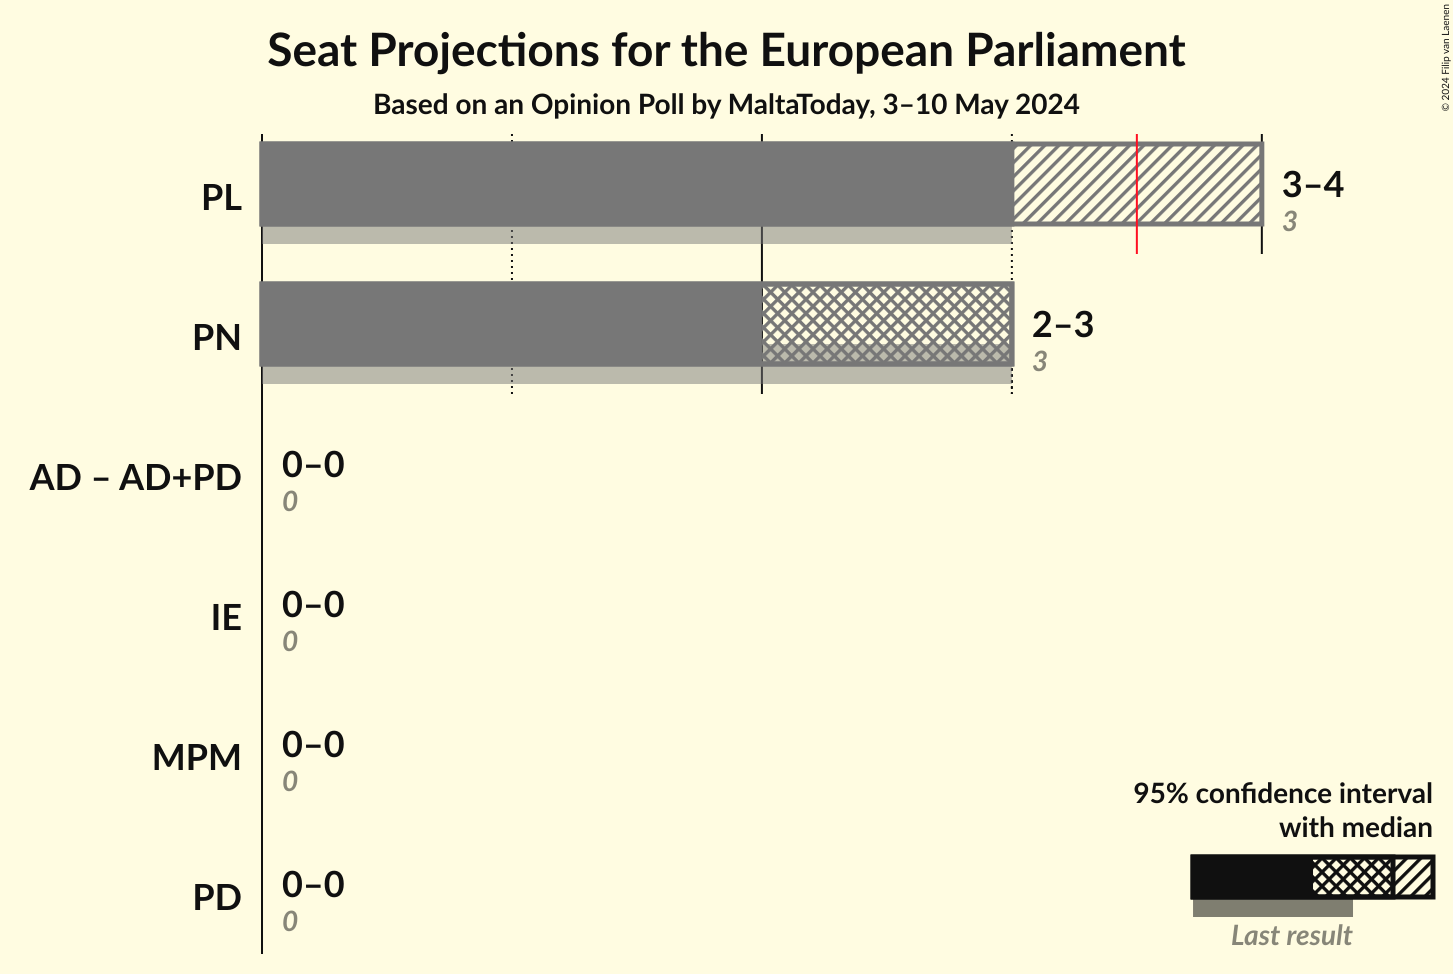 Seat Projections for the European Parliament
Based on an Opinion Poll by MaltaToday, 3–10 May 2024
© 2024 Filip van Laenen
PL
3–4
3
PN
2–3
3
AD – AD+PD
0–0
0
IE
0–0
0
MPM
0–0
0
PD
0–0
0
95% confidence interval
with median
Last result